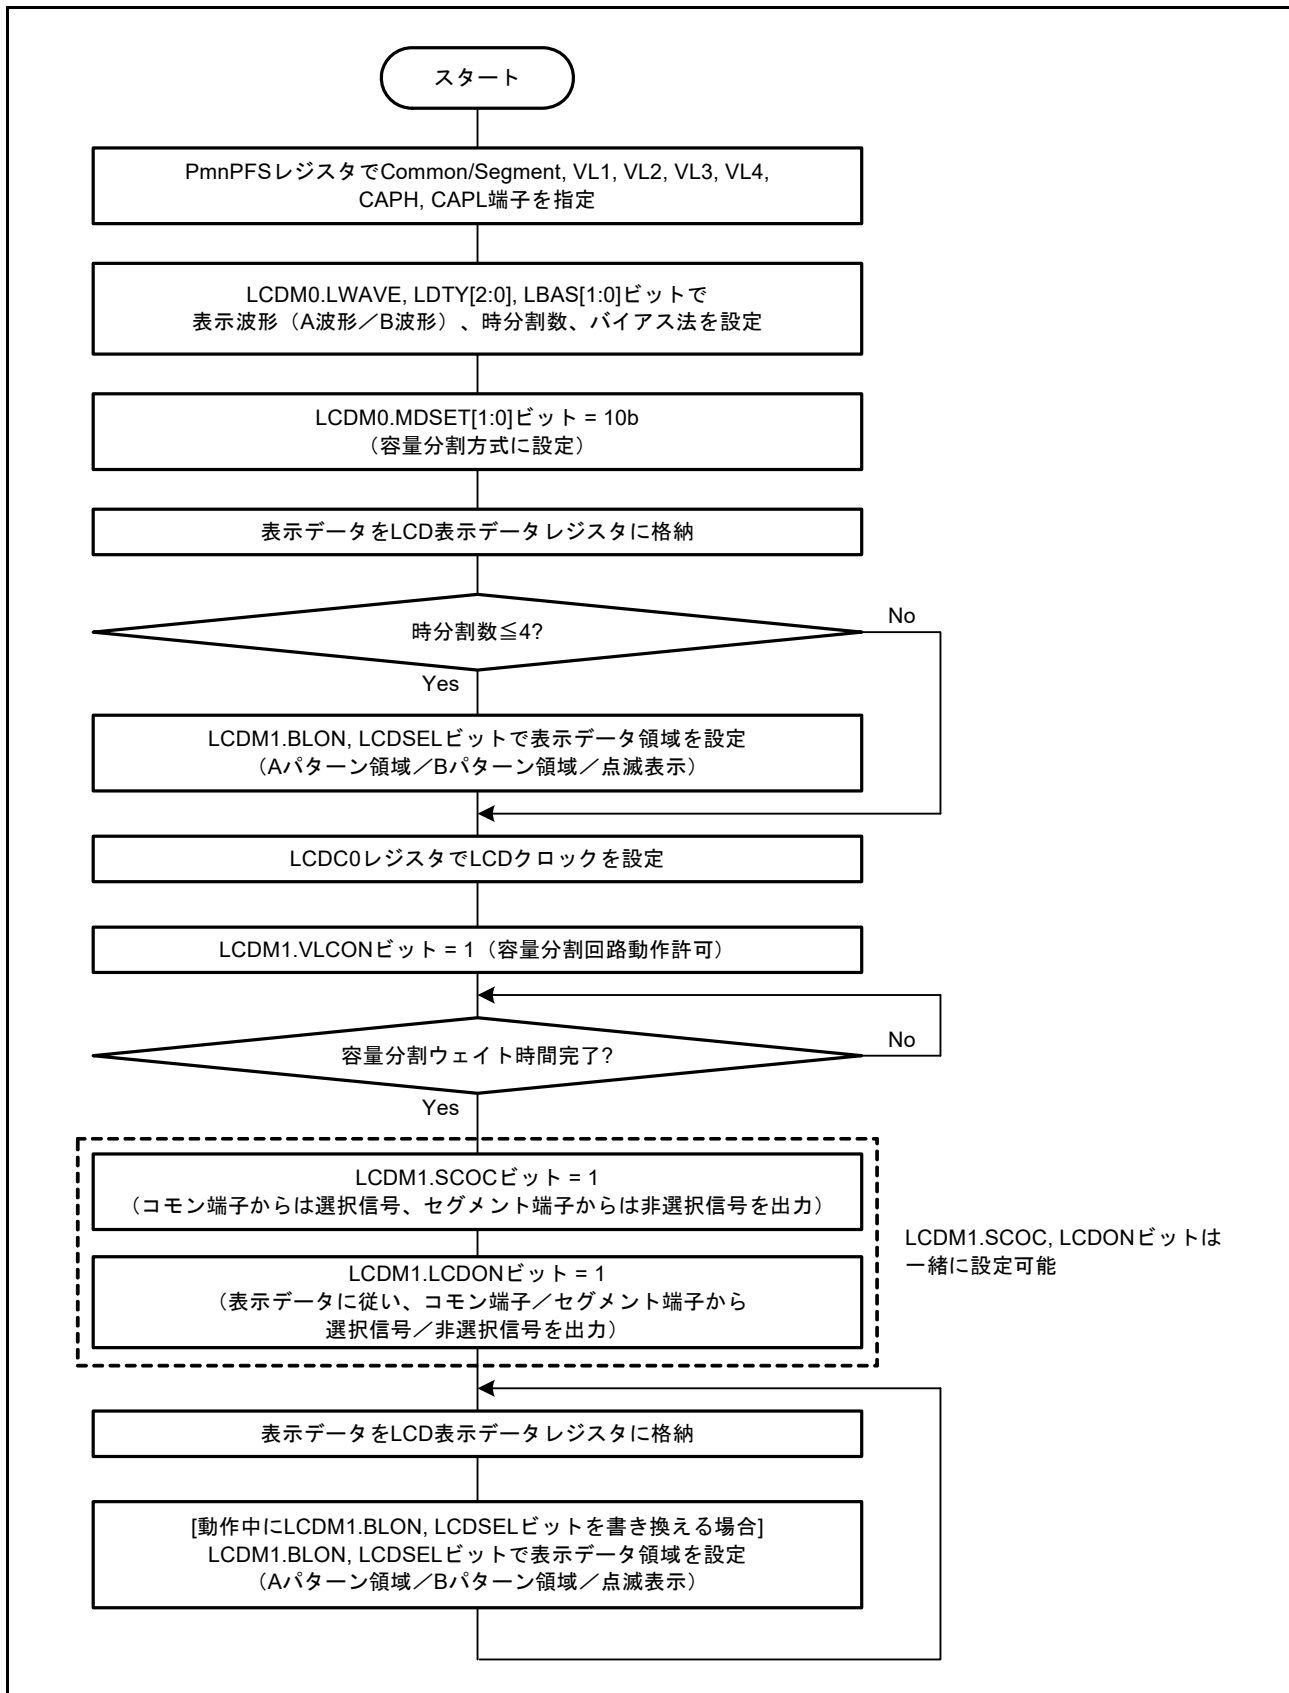 スタート
PmnPFSレジスタでCommon/Segment, VL1, VL2, VL3, VL4,
CAPH, CAPL端子を指定
LCDM0.LWAVE, LDTY[2:0], LBAS[1:0]ビットで
表示波形（A波形／B波形）、時分割数、バイアス法を設定
LCDM0.MDSET[1:0]ビット = 10b
（容量分割方式に設定）
表示データをLCD表示データレジスタに格納
時分割数≦4?
No
Yes
LCDM1.BLON, LCDSELビットで表示データ領域を設定
（Aパターン領域／Bパターン領域／点滅表示）
LCDC0レジスタでLCDクロックを設定
LCDM1.VLCONビット = 1（容量分割回路動作許可）
容量分割ウェイト時間完了?
No
Yes
LCDM1.SCOCビット = 1
（コモン端子からは選択信号、セグメント端子からは非選択信号を出力）
LCDM1.LCDONビット = 1
（表示データに従い、コモン端子／セグメント端子から
選択信号／非選択信号を出力）
LCDM1.SCOC, LCDONビットは
一緒に設定可能
表示データをLCD表示データレジスタに格納
[動作中にLCDM1.BLON, LCDSELビットを書き換える場合]
LCDM1.BLON, LCDSELビットで表示データ領域を設定
（Aパターン領域／Bパターン領域／点滅表示）